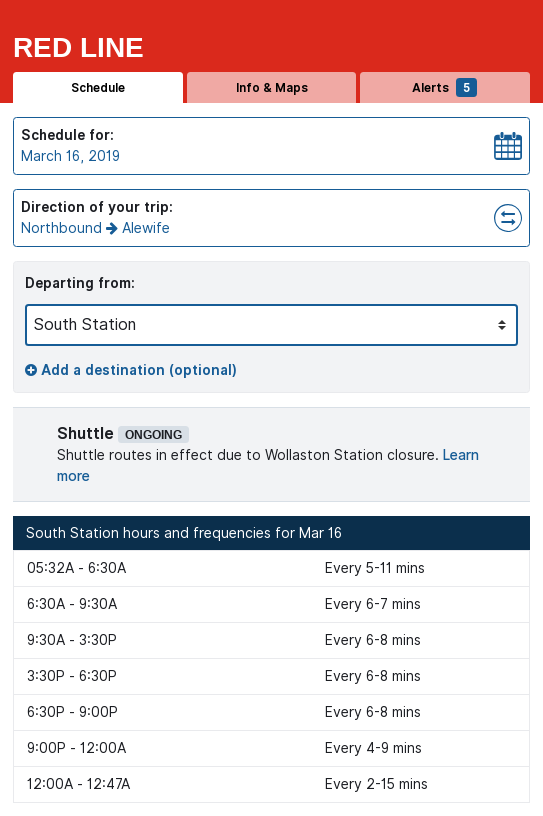 RED LINE
Schedule
Info & Maps
Alerts 5
Schedule for:
March 16, 2019
Direction of your trip:
Northbound → Alewife
Departing from:
South Station
Add a destination (optional)
Shuttle ONGOING
Shuttle routes in effect due to Wollaston Station closure. Learn
more
South Station hours and frequencies for Mar 16
05:32A - 6:30A Every 5-11 mins
6:30A - 9:30A Every 6-7 mins
9:30A - 3:30P Every 6-8 mins
3:30P - 6:30P Every 6-8 mins
6:30P - 9:00P Every 6-8 mins
9:00P - 12:00A Every 4-9 mins
12:00A - 12:47A Every 2-15 mins